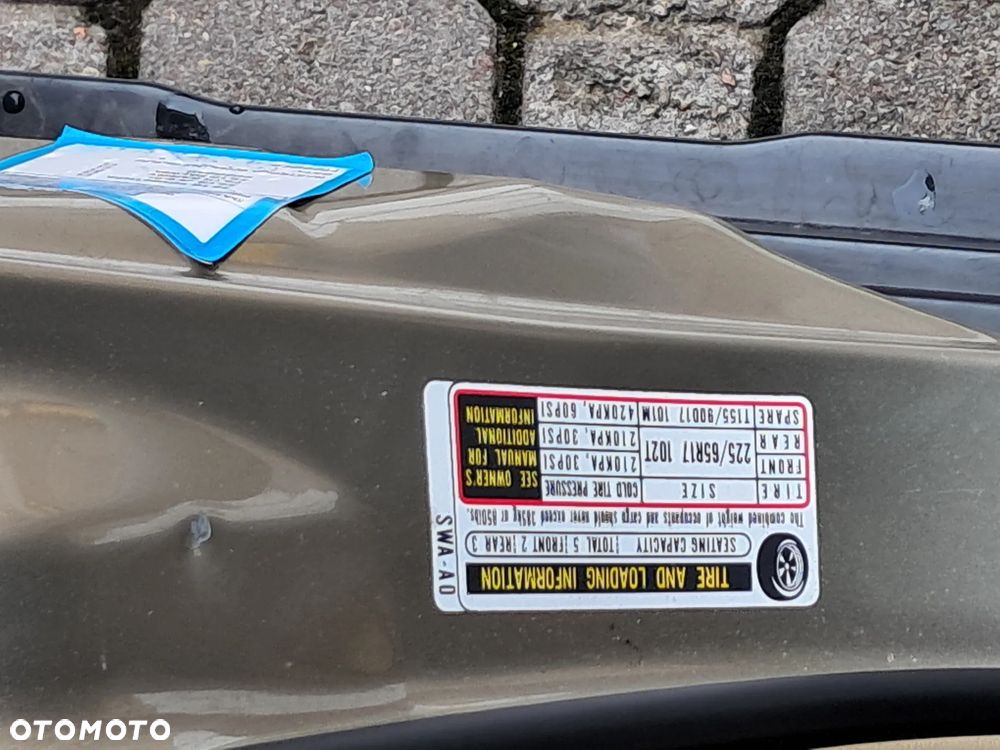 TIRE AND LOADING INFORMATION
SEATING CAPACITY TOTAL 5 FRONT 2 REAR 3
The combined weight of occupants and cargo should never exceed 385kg or 850lbs.
TIRE SIZE COLD TIRE PRESSURE
FRONT 225/65R17 102T 210KPA, 30PSI
REAR 210KPA, 30PSI
SPARE T155/90D17 101M 420KPA, 60PSI
SEE OWNER'S
MANUAL FOR
ADDITIONAL
INFORMATION
SWA-A0
OTOMOTO